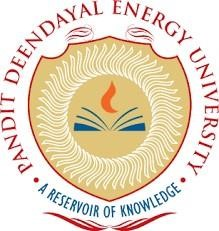 PANDIT DEENDAYAL ENERGY UNIVERSITY
• A RESERVOIR OF KNOWLEDGE •